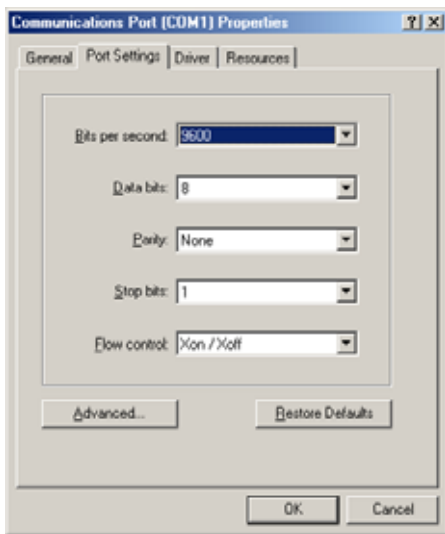 Communications Port (COM1) Properties
General Port Settings Driver Resources
Bits per second: 9600
Data bits: 8
Parity: None
Stop bits: 1
Flow control: Xon / Xoff
Advanced... Restore Defaults
OK Cancel